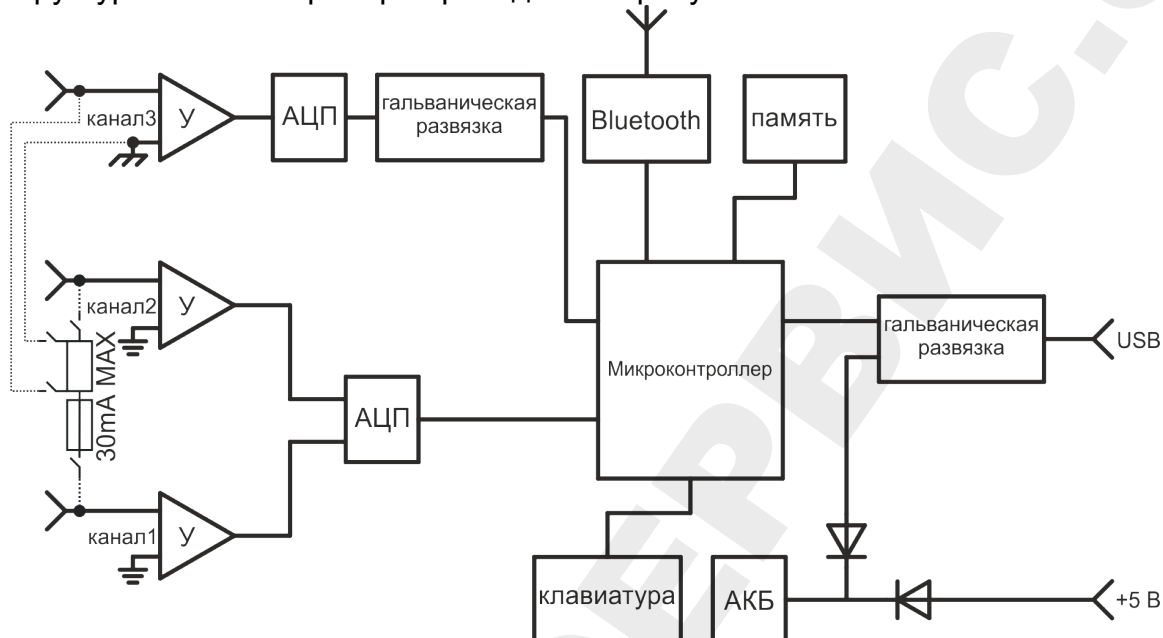 канал3
У
АЦП
гальваническая
развязка
Bluetooth
память
канал2
У
30mA MAX
АЦП
Микроконтроллер
гальваническая
развязка
USB
канал1
У
клавиатура
АКБ
+5 В